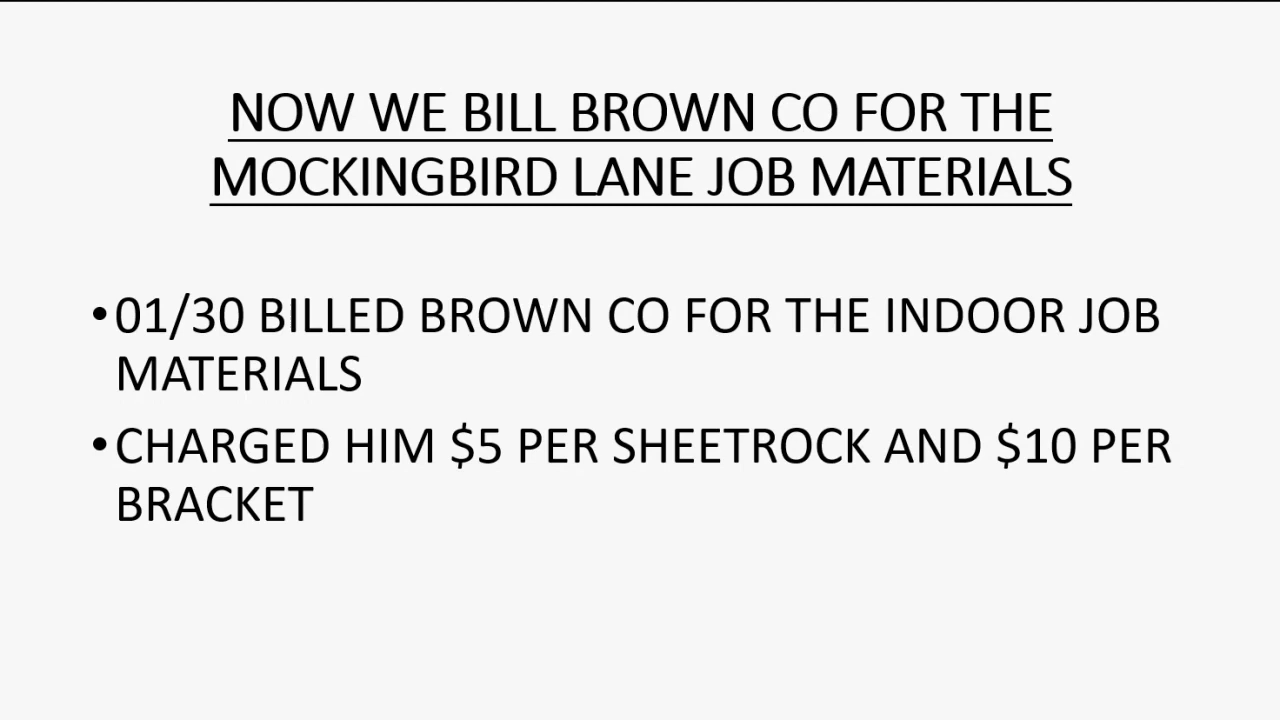 NOW WE BILL BROWN CO FOR THE
MOCKINGBIRD LANE JOB MATERIALS
•01/30 BILLED BROWN CO FOR THE INDOOR JOB
MATERIALS
•CHARGED HIM $5 PER SHEETROCK AND $10 PER
BRACKET